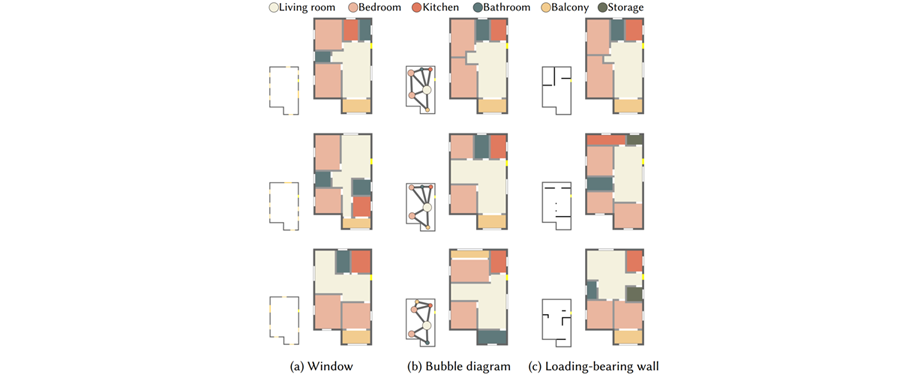 Living room Bedroom Kitchen Bathroom Balcony Storage
(a) Window (b) Bubble diagram (c) Loading-bearing wall